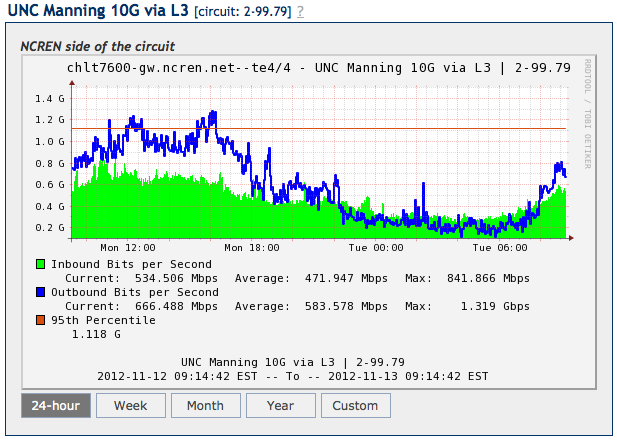 UNC Manning 10G via L3 [circuit: 2-99.79] ?
NCREN side of the circuit
chlt7600-gw.ncren.net--te4/4 - UNC Manning 10G via L3 | 2-99.79
RRDTOOL / TOBI OETIKER
1.4 G
1.2 G
1.0 G
0.8 G
0.6 G
0.4 G
0.2 G
Mon 12:00 Mon 18:00 Tue 00:00 Tue 06:00
Inbound Bits per Second
Current: 534.506 Mbps Average: 471.947 Mbps Max: 841.866 Mbps
Outbound Bits per Second
Current: 666.488 Mbps Average: 583.578 Mbps Max: 1.319 Gbps
95th Percentile
1.118 G
UNC Manning 10G via L3 | 2-99.79
2012-11-12 09:14:42 EST -- To -- 2012-11-13 09:14:42 EST
24-hour Week Month Year Custom